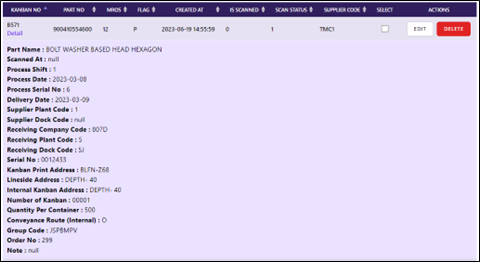 KANBAN NO PART NO MROS FLAG CREATED AT IS SCANNED SCAN STATUS SUPPLIER CODE SELECT ACTIONS
B571 900410554600 12 P 2023-06-19 14:55:59 0 1 TMC1 EDIT DELETE
Detail
Part Name : BOLT WASHER BASED HEAD HEXAGON
Scanned At : null
Process Shift : 1
Process Date : 2023-03-08
Process Serial No : 6
Delivery Date : 2023-03-09
Supplier Plant Code : 1
Supplier Dock Code : null
Receiving Company Code : 807D
Receiving Plant Code : S
Receiving Dock Code : SJ
Serial No : 0012433
Kanban Print Address : BLFN-Z68
Lineside Address : DEPTH- 40
Internal Kanban Address : DEPTH- 40
Number of Kanban : 00001
Quantity Per Container : 500
Conveyance Route (Internal) : O
Group Code : JSPBMPV
Order No : 299
Note : null